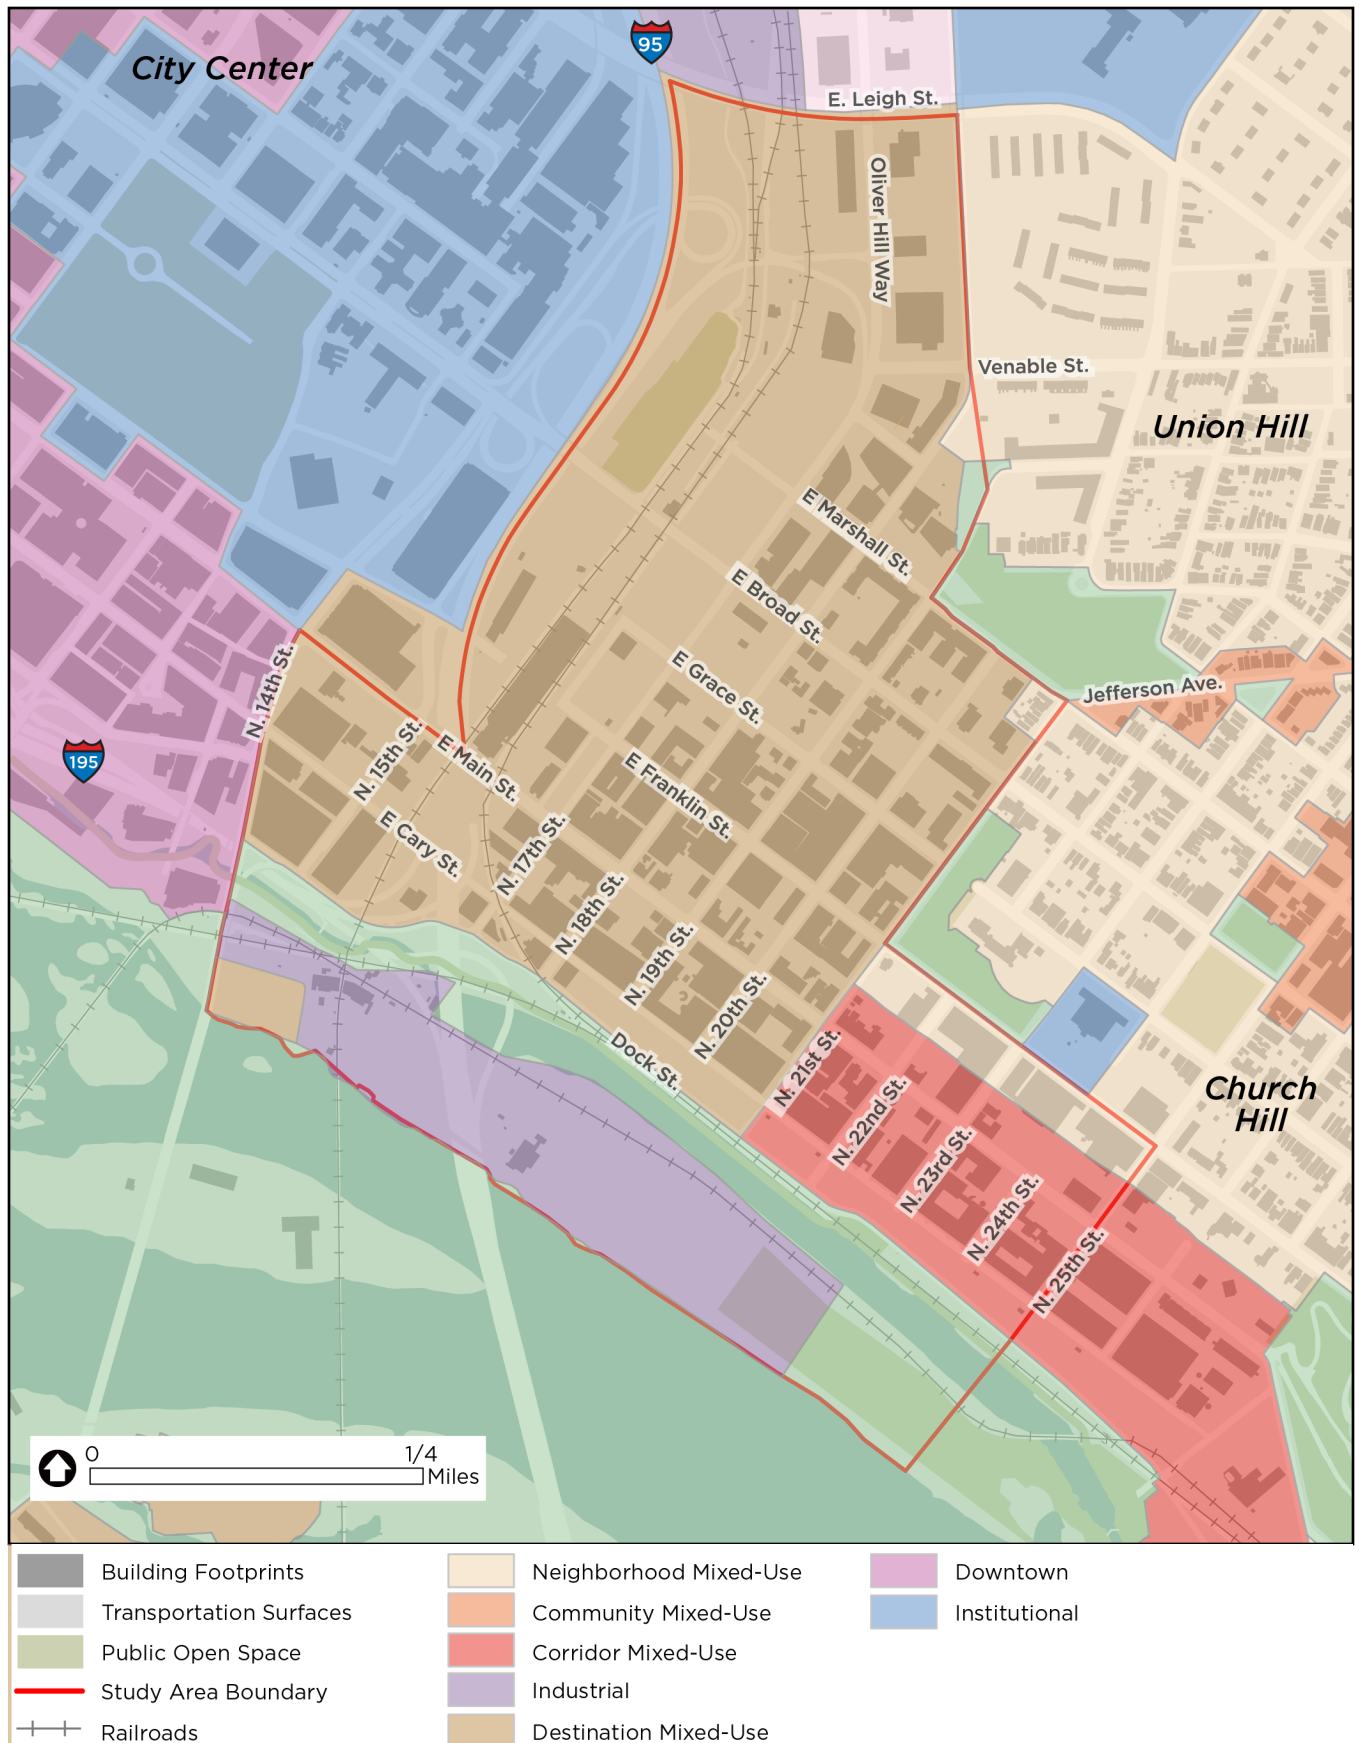 95
City Center
E. Leigh St.
Oliver Hill Way
Venable St.
Union Hill
E Marshall St.
E Broad St.
E Grace St.
Jefferson Ave.
N. 14th St.
195
N. 15th St.
E Main St.
E Franklin St.
E Cary St.
N. 17th St.
N. 18th St.
N. 19th St.
N. 20th St.
Dock St.
N. 21st St.
N. 22nd St.
N. 23rd St.
N. 24th St.
N. 25th St.
Church
Hill
0 1/4
Miles
Building Footprints
Transportation Surfaces
Public Open Space
Study Area Boundary
Railroads
Neighborhood Mixed-Use
Community Mixed-Use
Corridor Mixed-Use
Industrial
Destination Mixed-Use
Downtown
Institutional